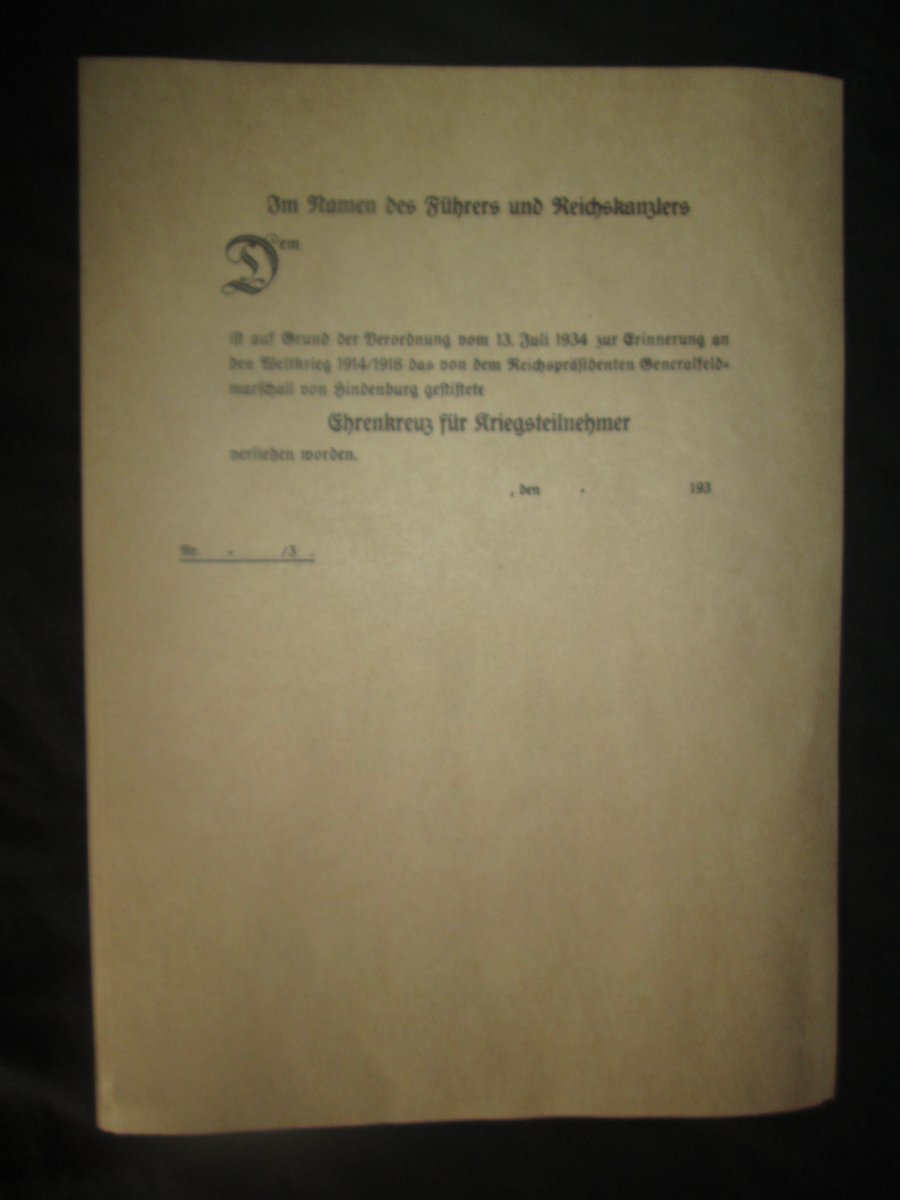 Im Namen des Führers und Reichskanzlers
Dem
ist auf Grund der Verordnung vom 13. Juli 1934 zur Erinnerung an
den Weltkrieg 1914/1918 das von dem Reichspräsidenten Generalfeld-
marschall von Hindenburg gestiftete
Ehrenkreuz für Kriegsteilnehmer
verliehen worden.
, den . 193
Nr. . /3 .